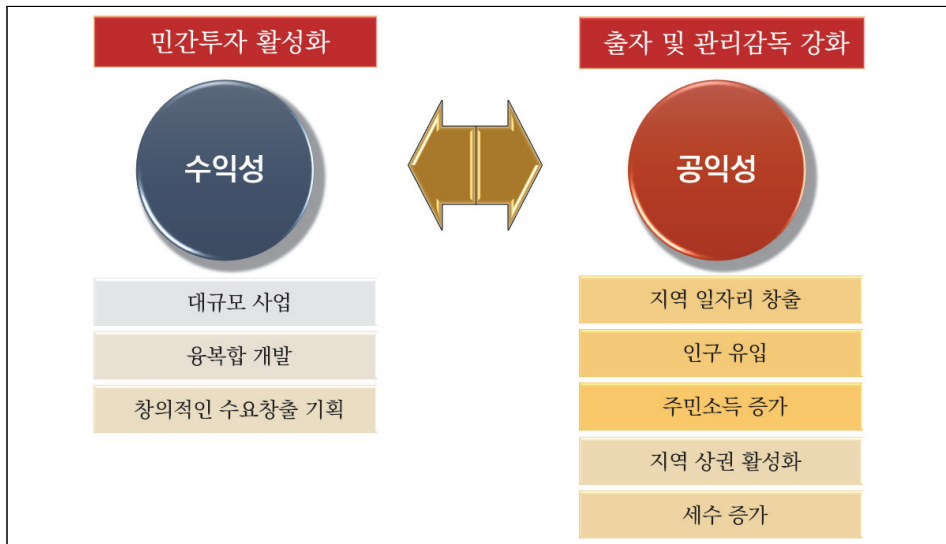 민간투자 활성화
수익성
대규모 사업
융복합 개발
창의적인 수요창출 기획
출자 및 관리감독 강화
공익성
지역 일자리 창출
인구 유입
주민소득 증가
지역 상권 활성화
세수 증가